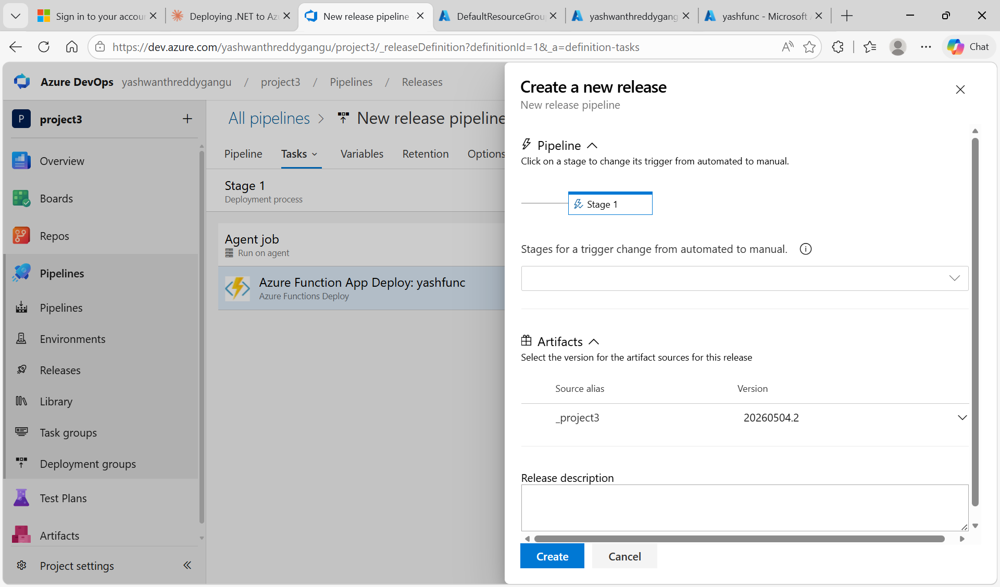 Sign in to your accou
Deploying .NET to Az
New release pipeline
DefaultResourceGrou
yashwanthreddygang
yashfunc - Microsoft
https://dev.azure.com/yashwanthreddygangu/project3/_releaseDefinition?definitionId=1&_a=definition-tasks
Chat
Azure DevOps yashwanthreddygangu / project3 / Pipelines / Releases
P project3
Overview
Boards
Repos
Pipelines
Pipelines
Environments
Releases
Library
Task groups
Deployment groups
Test Plans
Artifacts
Project settings
All pipelines > New release pipeline
Pipeline Tasks Variables Retention Options
Stage 1
Deployment process
Agent job
Run on agent
Azure Function App Deploy: yashfunc
Azure Functions Deploy
Create a new release
New release pipeline
Pipeline
Click on a stage to change its trigger from automated to manual.
Stage 1
Stages for a trigger change from automated to manual.
Artifacts
Select the version for the artifact sources for this release
Source alias Version
_project3 20260504.2
Release description
Create Cancel